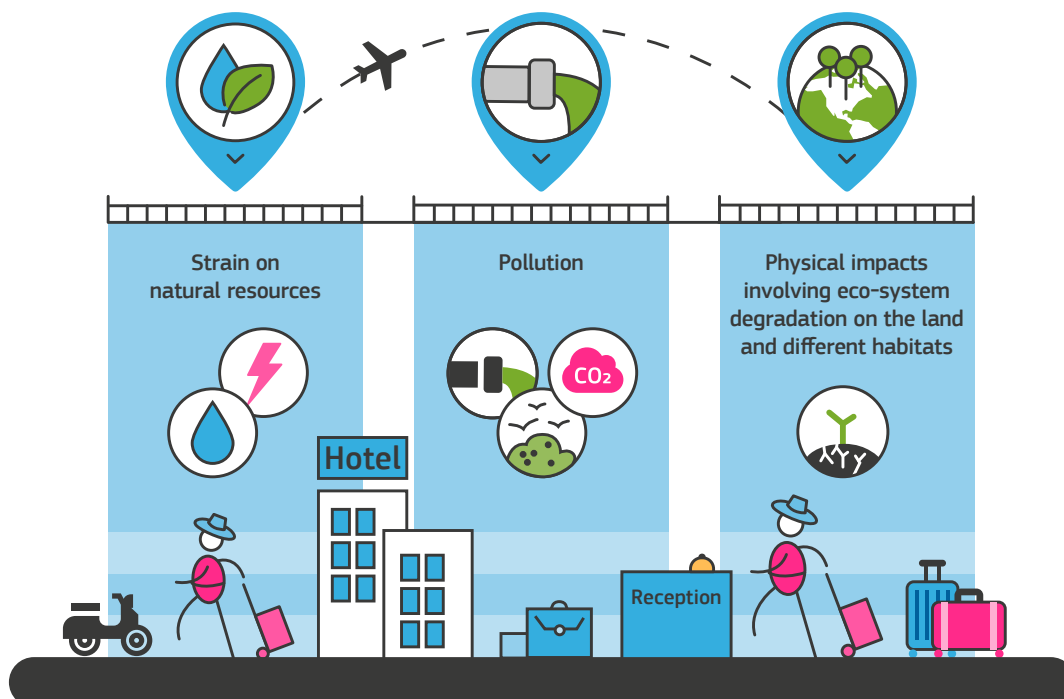 Strain on
natural resources
Pollution
Physical impacts
involving eco-system
degradation on the land
and different habitats
CO₂
Hotel
Reception